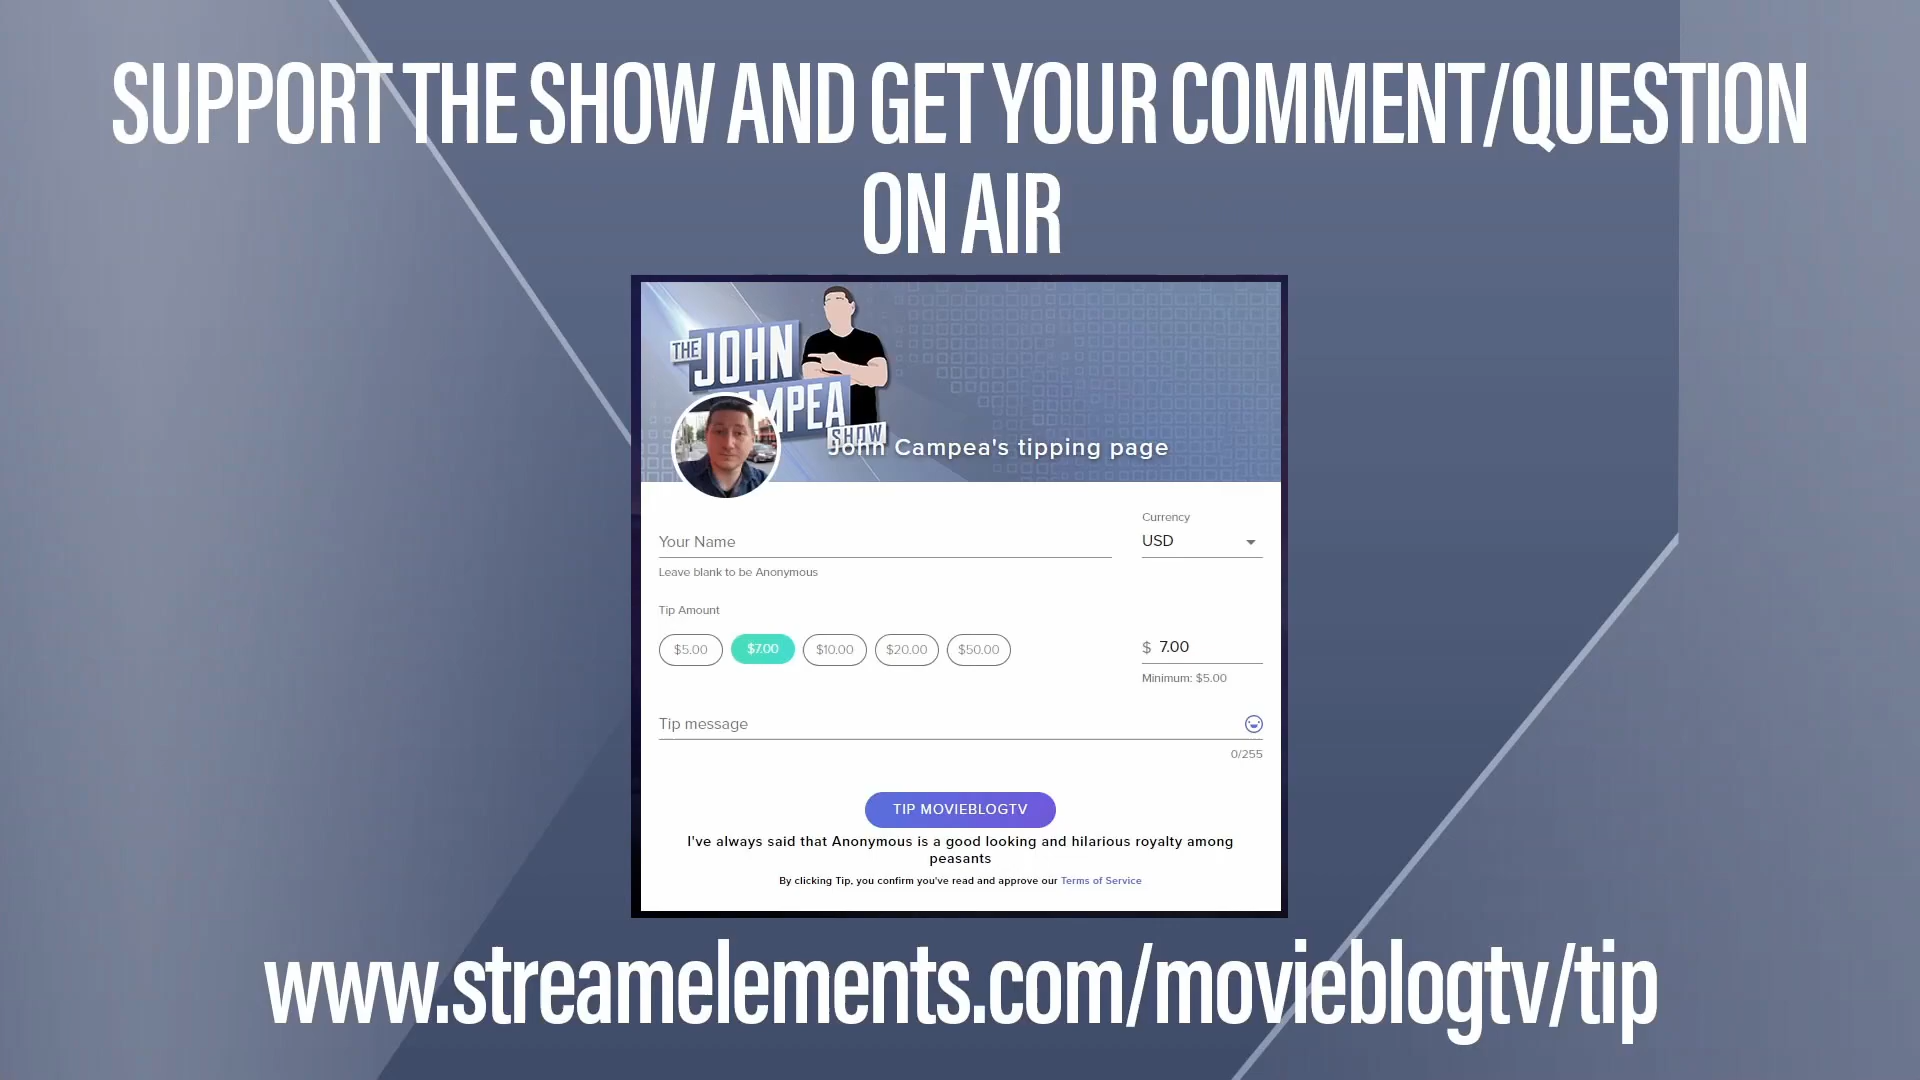 SUPPORT THE SHOW AND GET YOUR COMMENT/QUESTION
ON AIR
THE
JOHN
MPEA
SHOW
John Campea's tipping page
Currency
Your Name
USD
Leave blank to be Anonymous
Tip Amount
$5.00 $7.00 $10.00 $20.00 $50.00
$ 7.00
Minimum: $5.00
Tip message
0/255
TIP MOVIEBLOGTV
I've always said that Anonymous is a good looking and hilarious royalty among
peasants
By clicking Tip, you confirm you've read and approve our Terms of Service
www.streamelements.com/movieblogtv/tip